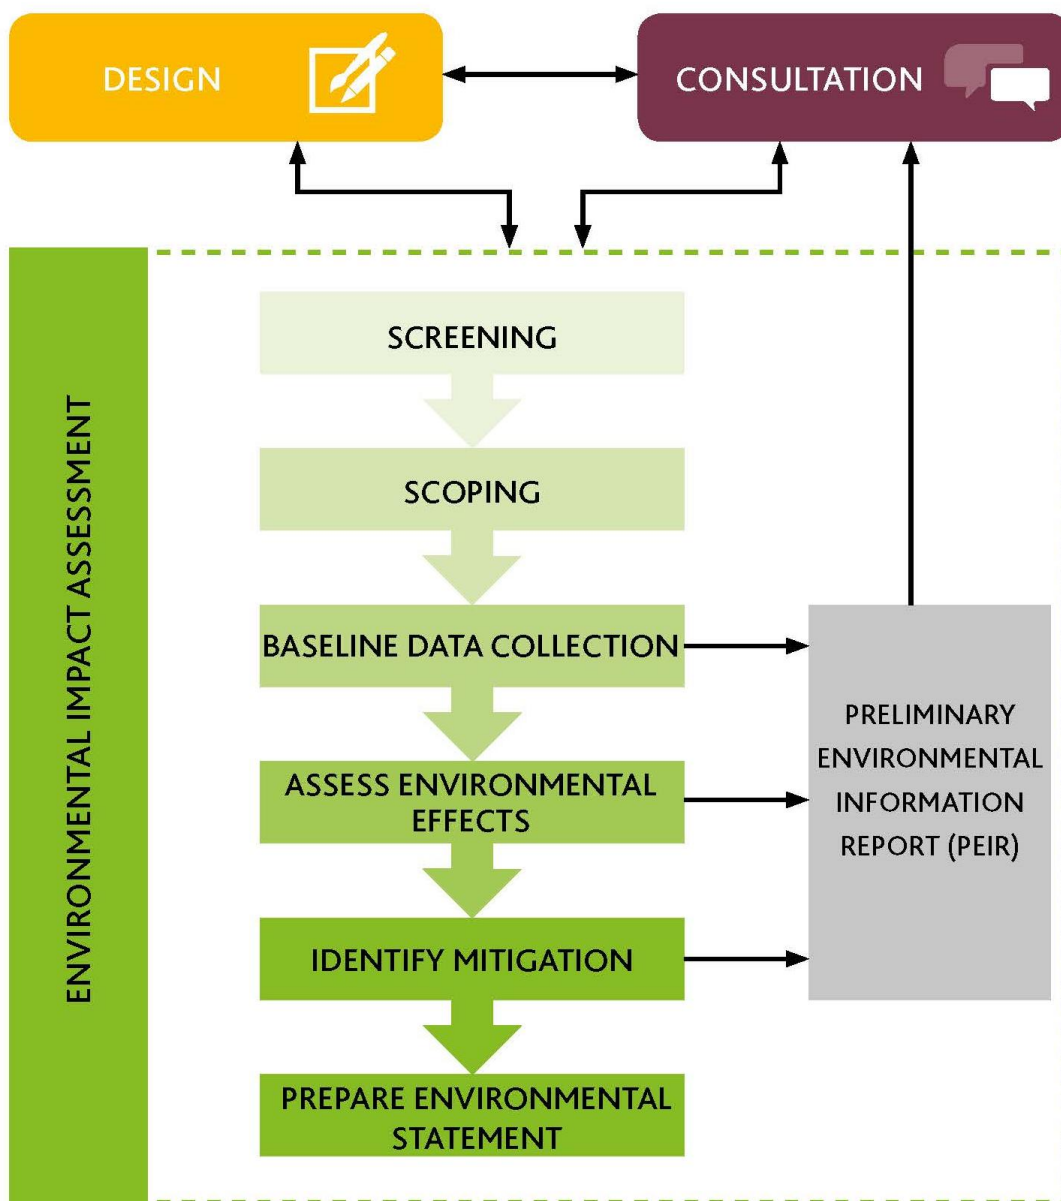 DESIGN
CONSULTATION
ENVIRONMENTAL IMPACT ASSESSMENT
SCREENING
SCOPING
BASELINE DATA COLLECTION
ASSESS ENVIRONMENTAL
EFFECTS
IDENTIFY MITIGATION
PREPARE ENVIRONMENTAL
STATEMENT
PRELIMINARY
ENVIRONMENTAL
INFORMATION
REPORT (PEIR)